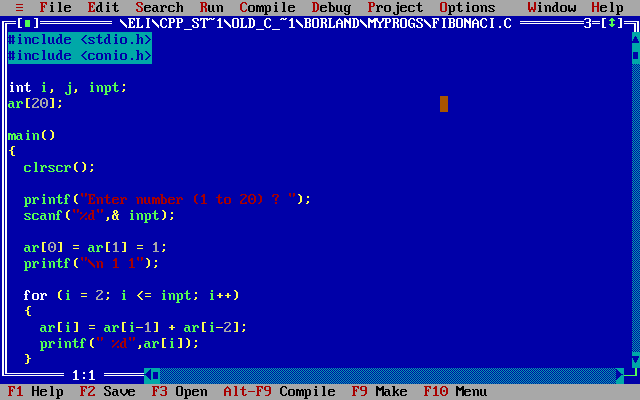 ≡ File Edit Search Run Compile Debug Project Options Window Help
[■] \ELI\CPP_ST~1\OLD_C_~1\BORLAND\MYPROGS\FIBONACI.C 3=[↕]
#include <stdio.h>
#include <conio.h>
int i, j, inpt;
ar[20];
main()
{
clrscr();
printf("Enter number (1 to 20) ? ");
scanf("%d",& inpt);
ar[0] = ar[1] = 1;
printf("\n 1 1");
for (i = 2; i <= inpt; i++)
{
ar[i] = ar[i-1] + ar[i-2];
printf(" %d",ar[i]);
}
1:1
F1 Help F2 Save F3 Open Alt-F9 Compile F9 Make F10 Menu